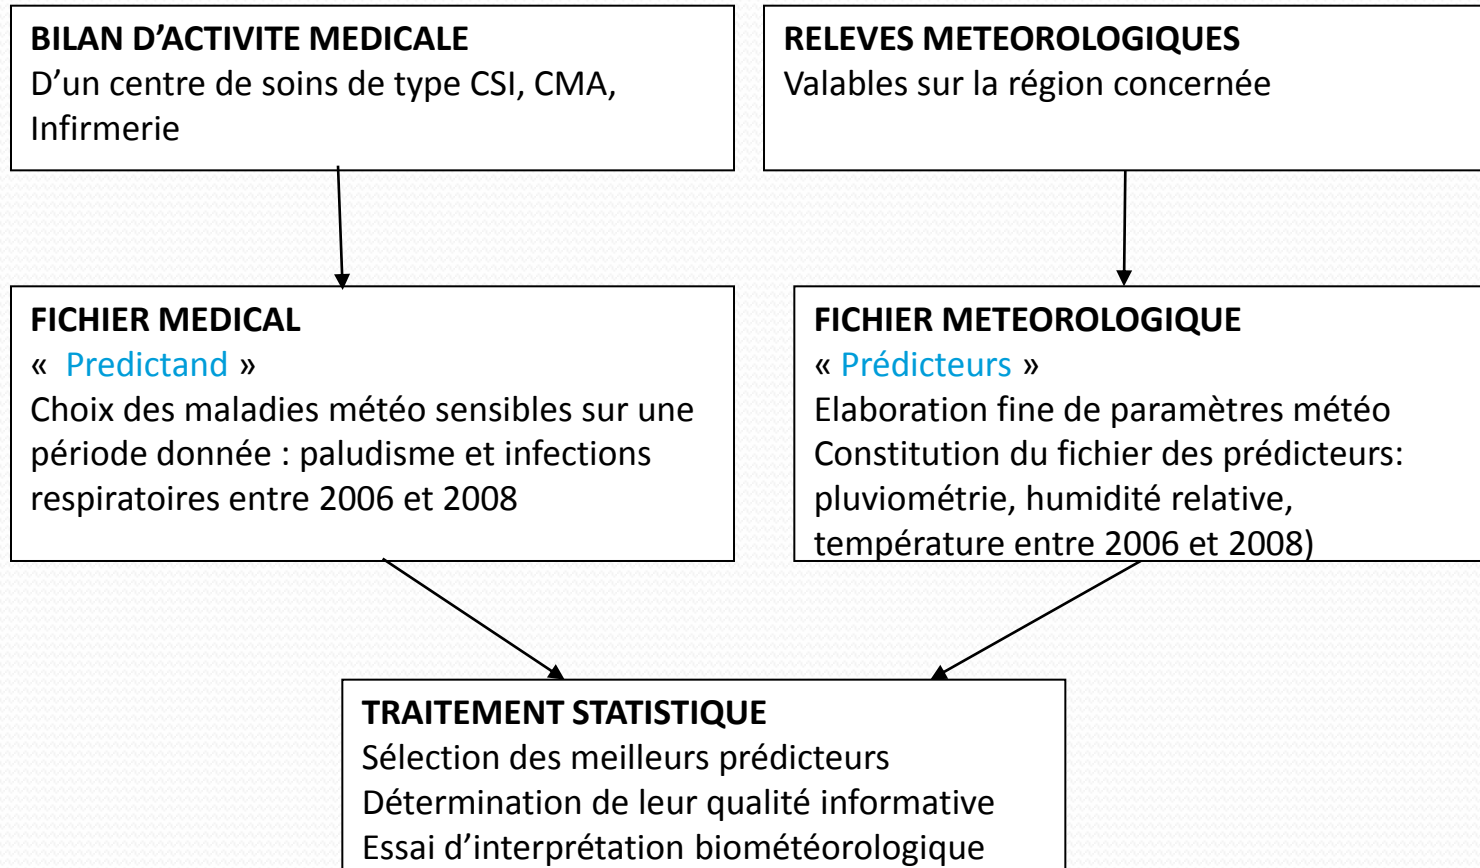 BILAN D’ACTIVITE MEDICALE
D’un centre de soins de type CSI, CMA,
Infirmerie
RELEVES METEOROLOGIQUES
Valables sur la région concernée
FICHIER MEDICAL
«  Predictand »
Choix des maladies météo sensibles sur une
période donnée : paludisme et infections
respiratoires entre 2006 et 2008
FICHIER METEOROLOGIQUE
« Prédicteurs »
Elaboration fine de paramètres météo
Constitution du fichier des prédicteurs:
pluviométrie, humidité relative,
température entre 2006 et 2008)
TRAITEMENT STATISTIQUE
Sélection des meilleurs prédicteurs
Détermination de leur qualité informative
Essai d’interprétation biométéorologique